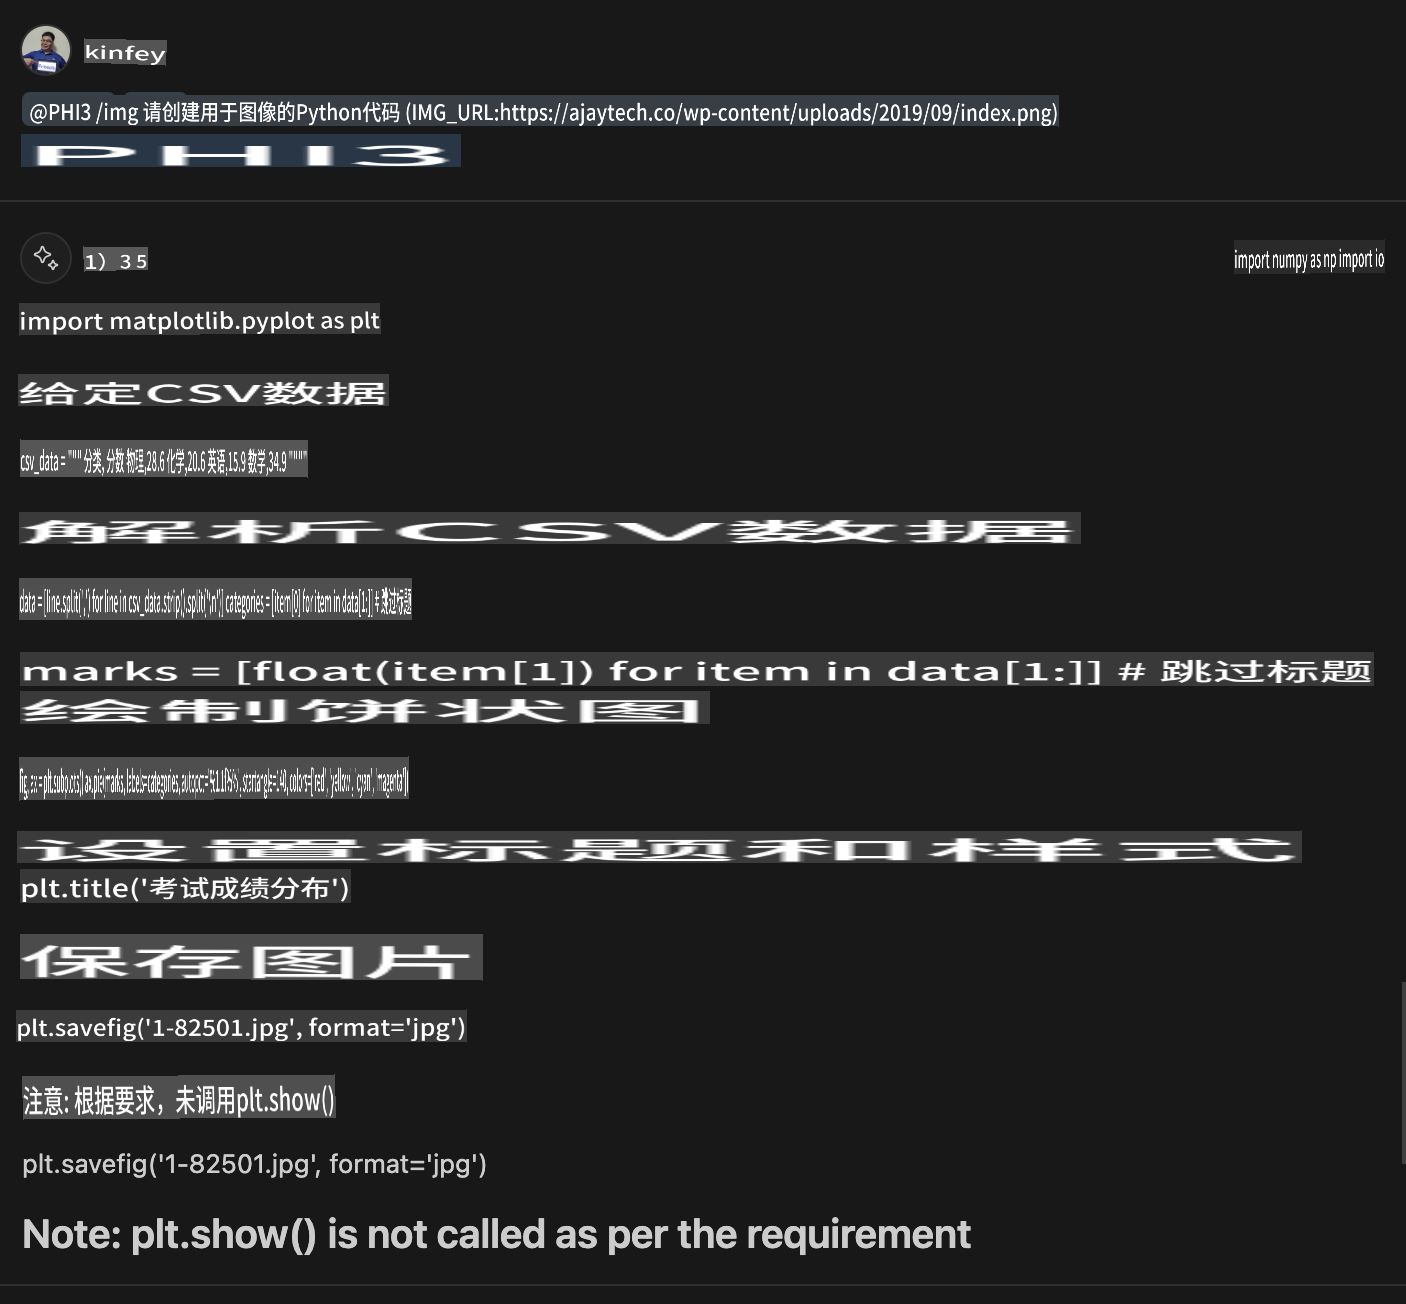 kinfey
@PHI3 /img 请创建用于图像的Python代码 (IMG_URL:https://ajaytech.co/wp-content/uploads/2019/09/index.png)
PHI3
1）3 5
import numpy as np import io
import matplotlib.pyplot as plt
给定CSV数据
csv_data = """ 分类, 分数 物理,28.6 化学,20.6 英语,15.9 数学,34.9 """"
解析CSV数据
data = [line.split(',') for line in csv_data.strip().split('\n')] categories = [item[0] for item in data[1:]] # 跳过标题
marks = [float(item[1]) for item in data[1:]] # 跳过标题
绘制饼状图
fig, ax = plt.subplots() ax.pie(marks, labels=categories, autopct='%1.1f%%', startangle=140, colors=['red', 'yellow', 'cyan', 'magenta'])
设置标题和样式
plt.title('考试成绩分布')
保存图片
plt.savefig('1-82501.jpg', format='jpg')
注意: 根据要求，未调用plt.show()
plt.savefig('1-82501.jpg', format='jpg')
Note: plt.show() is not called as per the requirement